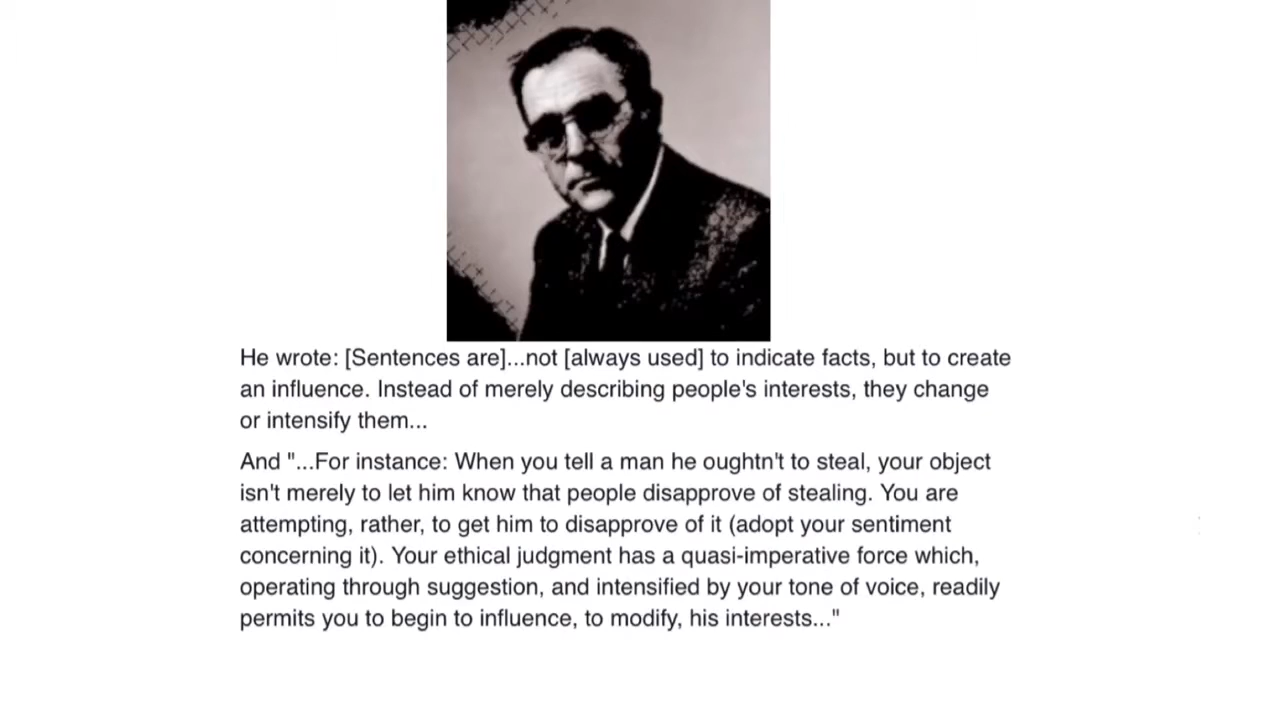 He wrote: [Sentences are]...not [always used] to indicate facts, but to create
an influence. Instead of merely describing people's interests, they change
or intensify them...
And "...For instance: When you tell a man he oughtn't to steal, your object
isn't merely to let him know that people disapprove of stealing. You are
attempting, rather, to get him to disapprove of it (adopt your sentiment
concerning it). Your ethical judgment has a quasi-imperative force which,
operating through suggestion, and intensified by your tone of voice, readily
permits you to begin to influence, to modify, his interests..."